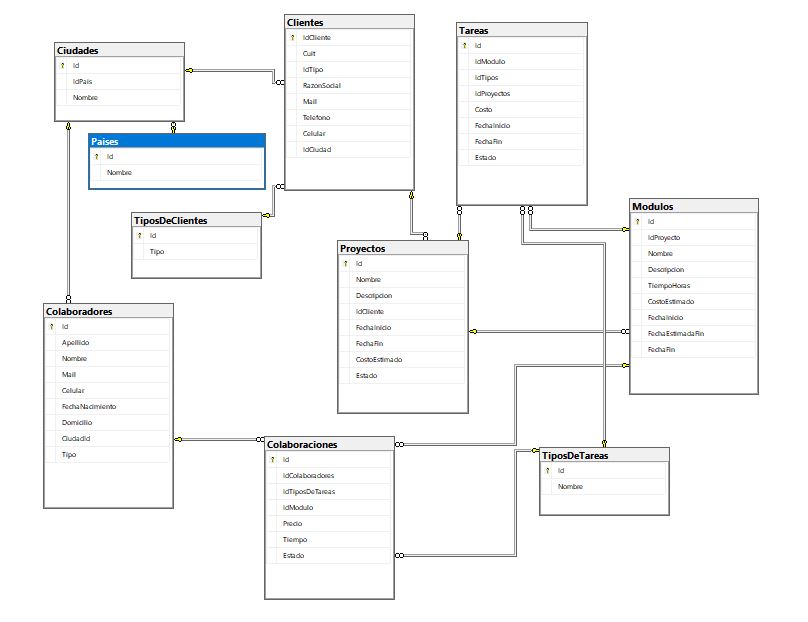 Clientes
IdCliente
Cuit
IdTipo
RazonSocial
Mail
Telefono
Celular
IdCiudad
Tareas
Id
IdModulo
IdTipos
IdProyectos
Costo
FechaInicio
FechaFin
Estado
Ciudades
Id
IdPais
Nombre
Paises
Id
Nombre
TiposDeClientes
Id
Tipo
Modulos
Id
IdProyecto
Nombre
Descripcion
TiempoHoras
CostoEstimado
FechaInicio
FechaEstimadaFin
FechaFin
Proyectos
Id
Nombre
Descripcion
IdCliente
FechaInicio
FechaFin
CostoEstimado
Estado
Colaboradores
Id
Apellido
Nombre
Mail
Celular
FechaNacimiento
Domicilio
CiudadId
Tipo
Colaboraciones
Id
IdColaboradores
IdTiposDeTareas
IdModulo
Precio
Tiempo
Estado
TiposDeTareas
Id
Nombre